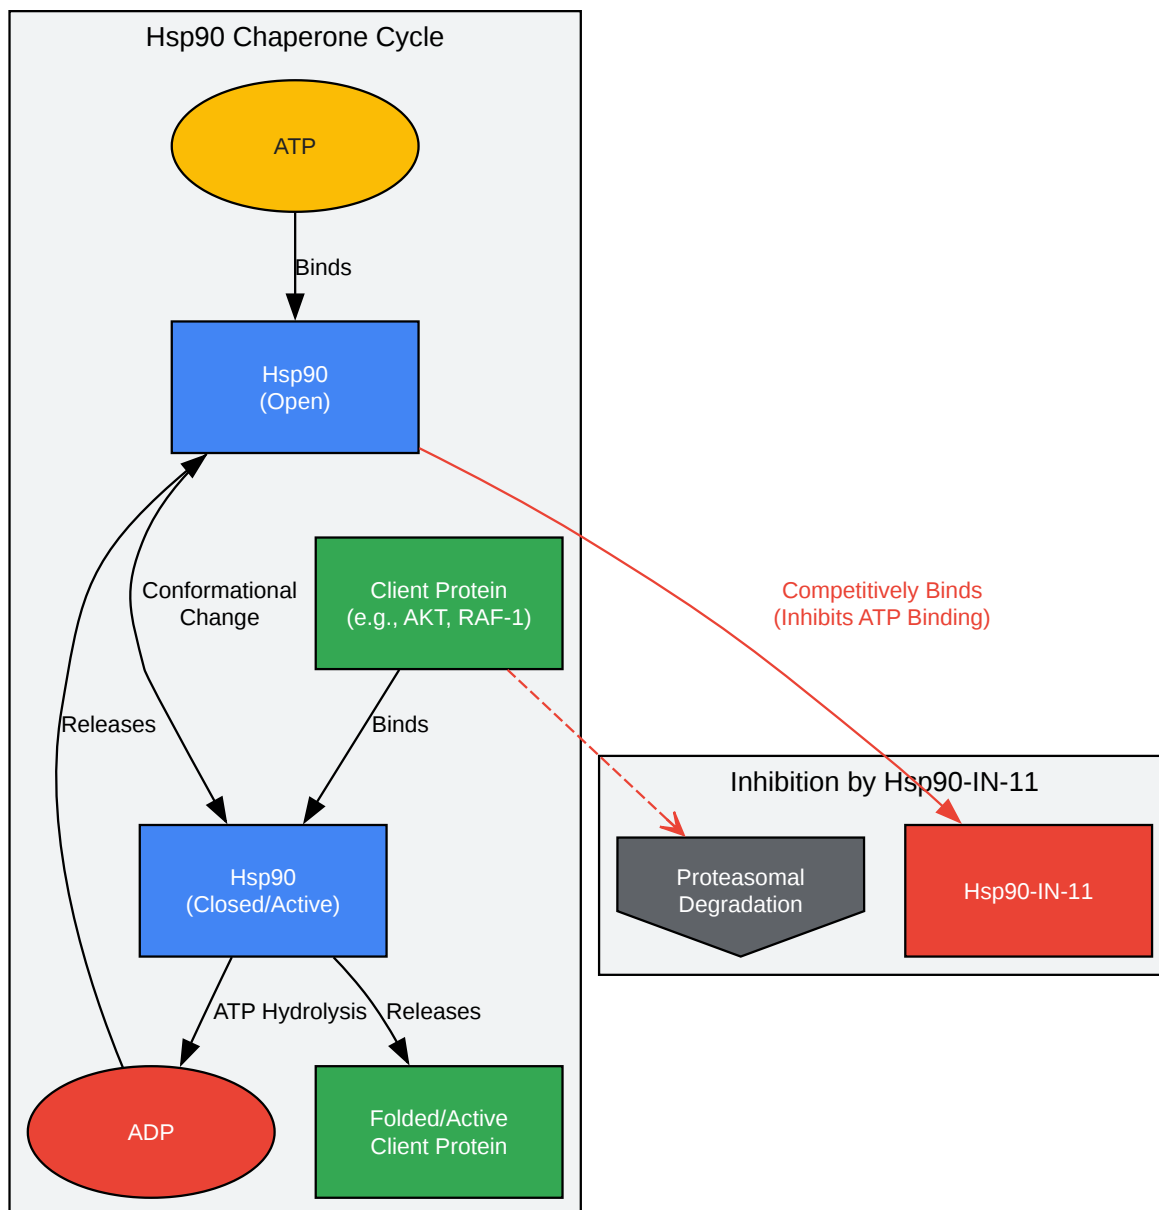 Hsp90 Chaperone Cycle
ATP
Binds
Hsp90
(Open)
Conformational
Change
Client Protein
(e.g., AKT, RAF-1)
Competitively Binds
(Inhibits ATP Binding)
Releases
Binds
Inhibition by Hsp90-IN-11
Hsp90
(Closed/Active)
Proteasomal
Degradation
Hsp90-IN-11
ATP Hydrolysis
Releases
ADP
Folded/Active
Client Protein